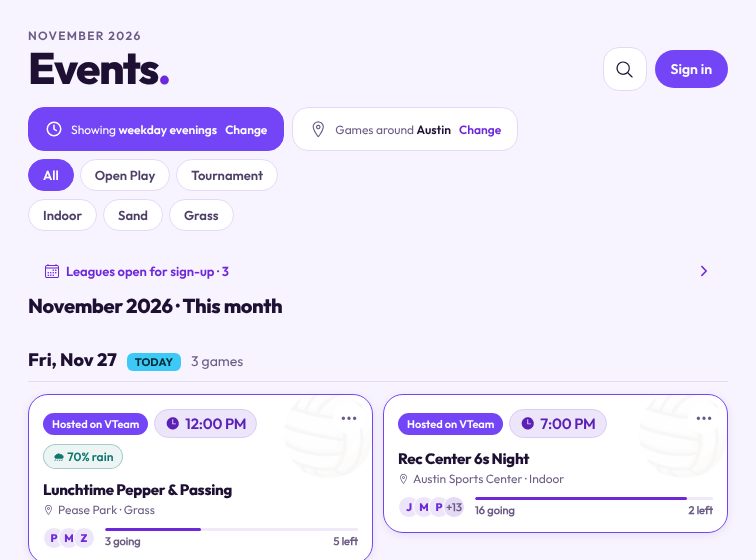 NOVEMBER 2026
Events.
Sign in
Showing weekday evenings Change
Games around Austin Change
All
Open Play
Tournament
Indoor
Sand
Grass
Leagues open for sign-up · 3
November 2026 · This month
Fri, Nov 27
TODAY
3 games
Hosted on VTeam
12:00 PM
70% rain
Lunchtime Pepper & Passing
Pease Park · Grass
P M Z
3 going
5 left
Hosted on VTeam
7:00 PM
Rec Center 6s Night
Austin Sports Center · Indoor
J M P +13
16 going
2 left